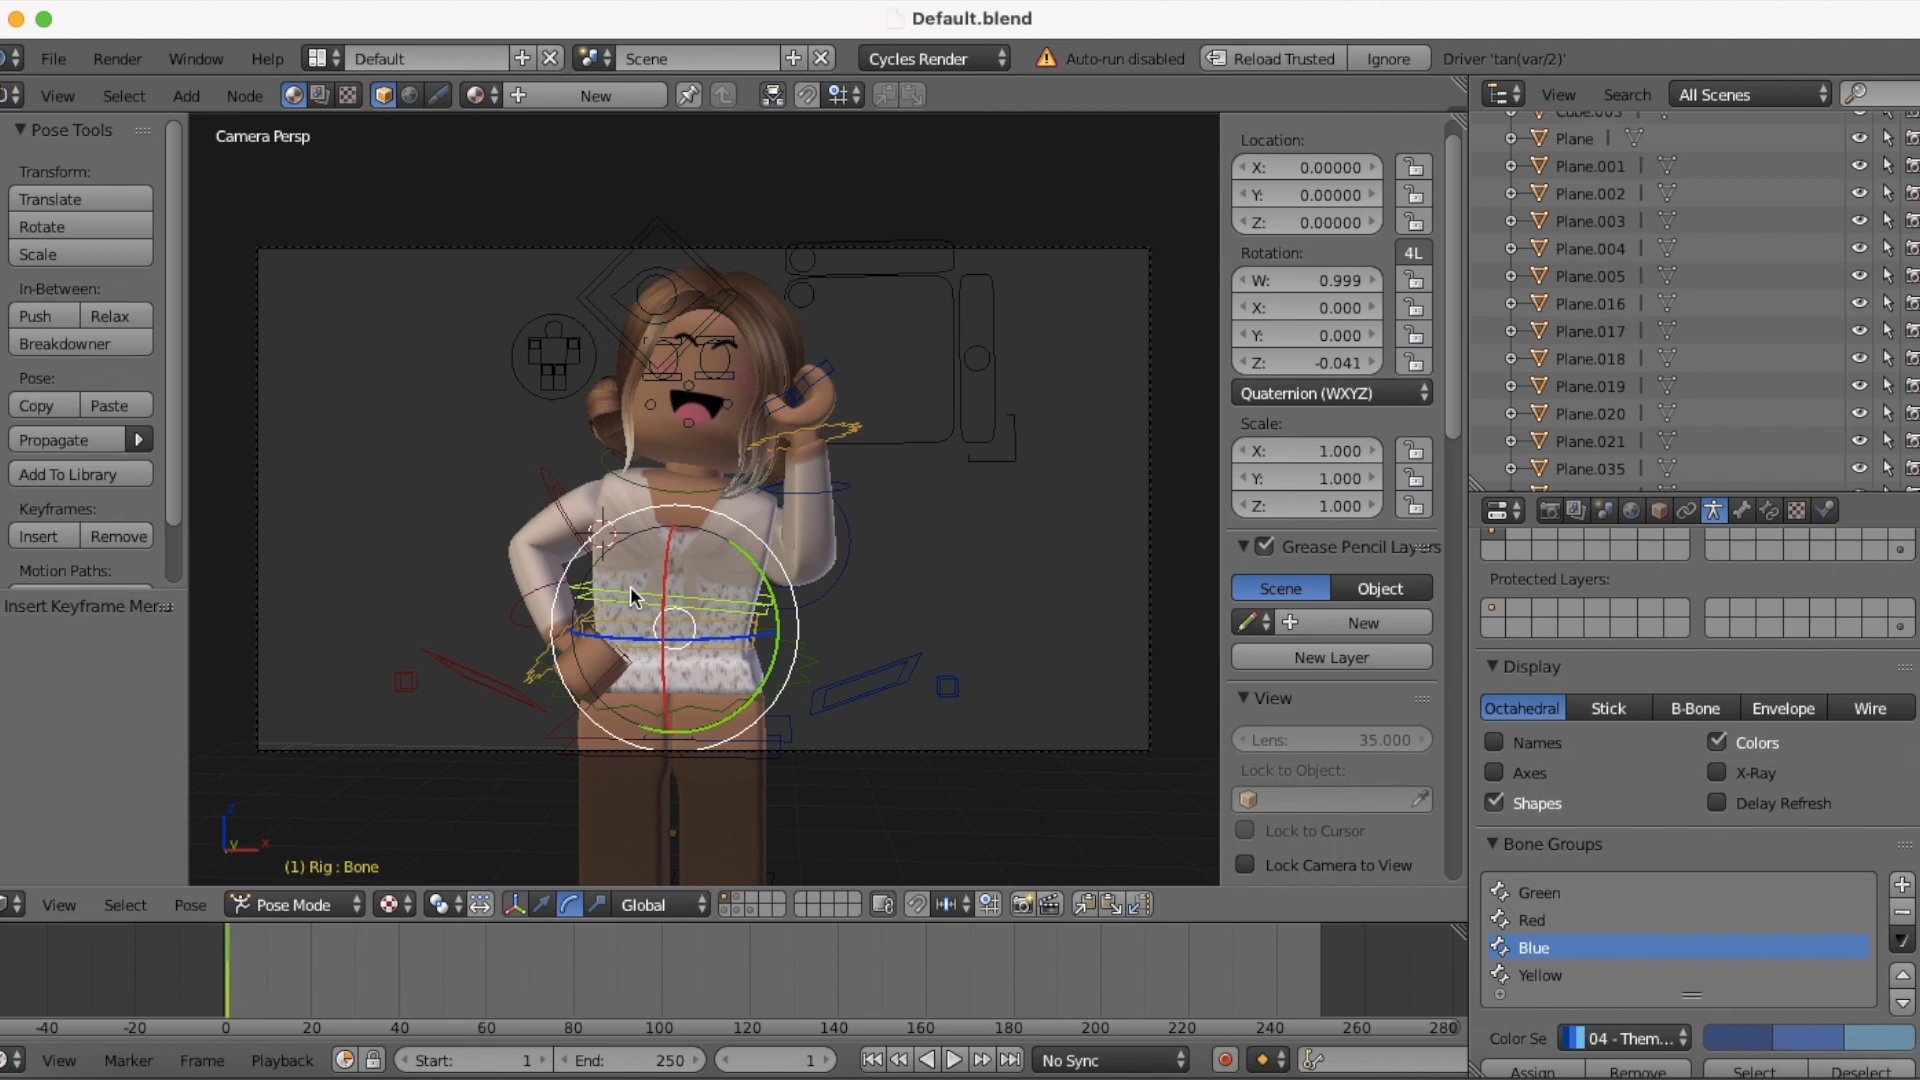 Default.blend
File Render Window Help Default Scene Cycles Render Auto-run disabled Reload Trusted Ignore Driver 'tan(var/2)'
View Select Add Node New
View Search All Scenes
Pose Tools
Transform:
Translate
Rotate
Scale
In-Between:
Push Relax
Breakdowner
Pose:
Copy Paste
Propagate
Add To Library
Keyframes:
Insert Remove
Motion Paths:
Insert Keyframe Men
Camera Persp
(1) Rig : Bone
Location:
X: 0.00000
Y: 0.00000
Z: 0.00000
Rotation: 4L
W: 0.999
X: 0.000
Y: 0.000
Z: -0.041
Quaternion (WXYZ)
Scale:
X: 1.000
Y: 1.000
Z: 1.000
Grease Pencil Layers
Scene Object
New
New Layer
View
Lens: 35.000
Lock to Object:
Lock to Cursor
Lock Camera to View
Cube.003
Plane
Plane.001
Plane.002
Plane.003
Plane.004
Plane.005
Plane.016
Plane.017
Plane.018
Plane.019
Plane.020
Plane.021
Plane.035
Protected Layers:
Display
Octahedral Stick B-Bone Envelope Wire
Names Colors
Axes X-Ray
Shapes Delay Refresh
Bone Groups
Green
Red
Blue
Yellow
Color Se 04 - Them...
Assign Remove Select Deselect
View Select Pose Pose Mode Global
-40 -20 0 20 40 60 80 100 120 140 160 180 200 220 240 260 280
View Marker Frame Playback Start: 1 End: 250 1 No Sync